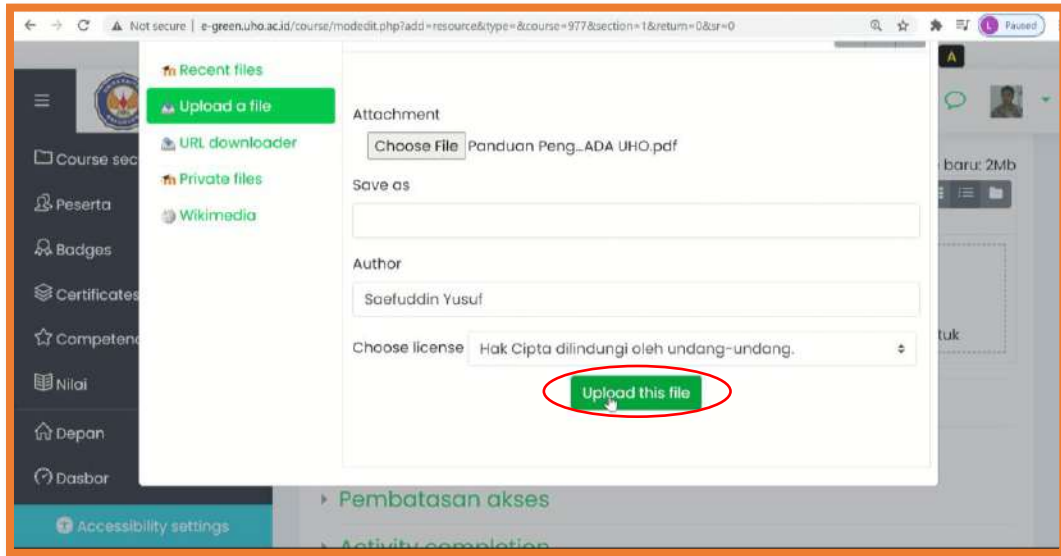 Not secure | e-green.uho.ac.id/course/modedit.php?add=resource&type=&course=977&section=1&return=0&sr=0
L Paused
Recent files
A
Upload a file
Attachment
URL downloader
Choose File Panduan Peng_ADA UHO.pdf
Course sec
baru: 2Mb
Private files
Save as
Peserta
Wikimedia
Badges
Author
Certificates
Saefuddin Yusuf
Competenc
Choose license Hak Cipta dilindungi oleh undang-undang.
tuk
Nilai
Upload this file
Depan
Dasbor
Pembatasan akses
Accessibility settings
Activity completion